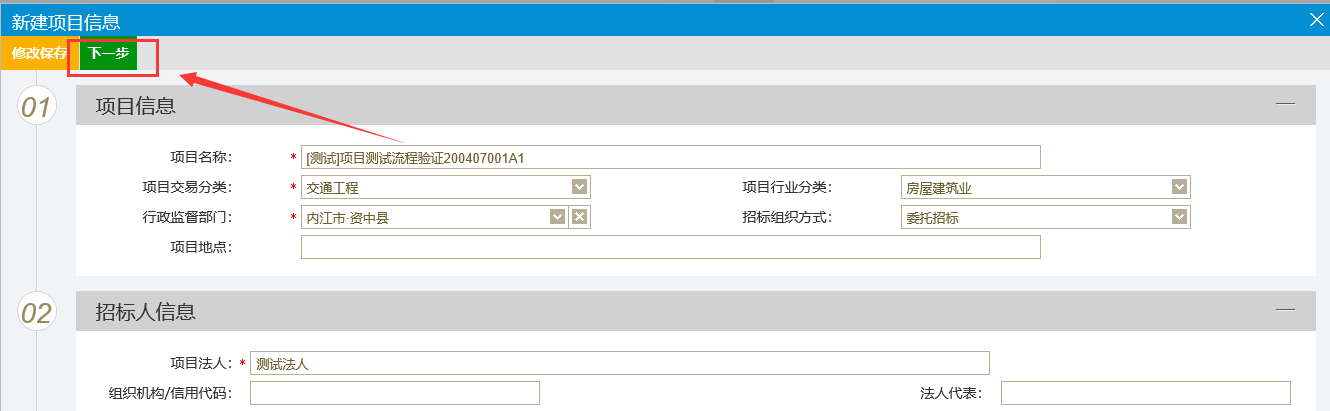 新建项目信息
修改保存 下一步
01 项目信息
项目名称： * [测试]项目测试流程验证200407001A1
项目交易分类： * 交通工程 项目行业分类： 房屋建筑业
行政监督部门： * 内江市·资中县 招标组织方式： 委托招标
项目地点：
02 招标人信息
项目法人： * 测试法人
组织机构/信用代码： 法人代表：